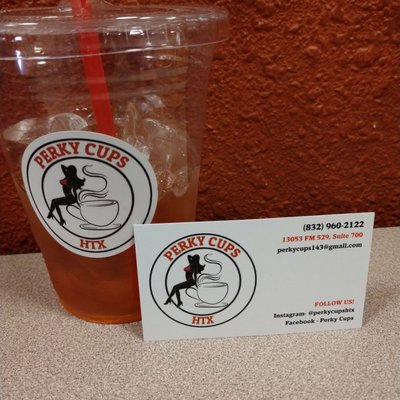 PERKY CUPS
HTX
PERKY CUPS
HTX
(832) 960-2122
13053 FM 529, Suite 700
perkycups143@gmail.com
FOLLOW US!
Instagram- @perkycupshtx
Facebook - Perky Cups